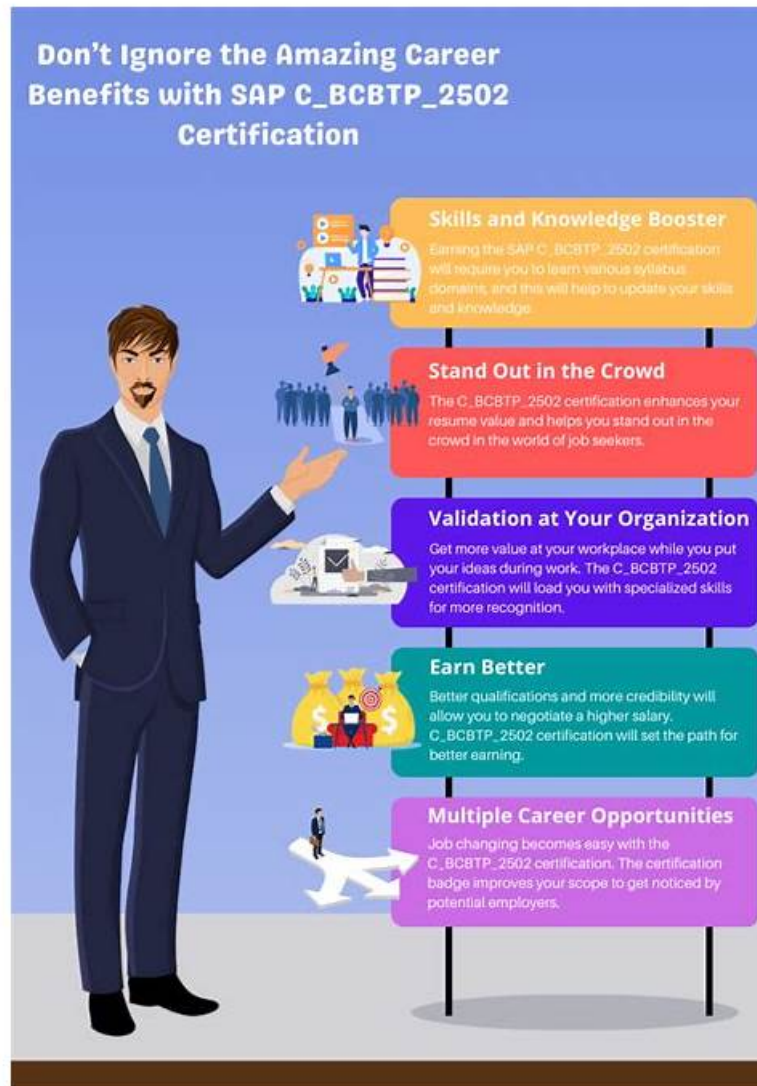 Don't Ignore the Amazing Career
Benefits with SAP C_BCBTP_2502
Certification
Skills and Knowledge Booster
Earning the SAP C_BCBTP_2502 certification
will require you to learn various syllabus
domains, and this will help to update your skills
and knowledge.
Stand Out in the Crowd
The C_BCBTP_2502 certification enhances your
resume value and helps you stand out in the
crowd in the world of job seekers.
Validation at Your Organization
Get more value at your workplace while you put
your ideas during work. The C_BCBTP_2502
certification will load you with specialized skills
for more recognition.
Earn Better
Better qualifications and more credibility will
allow you to negotiate a higher salary.
C_BCBTP_2502 certification will set the path for
better earning.
Multiple Career Opportunities
Job changing becomes easy with the
C_BCBTP_2502 certification. The certification
badge improves your scope to get noticed by
potential employers.